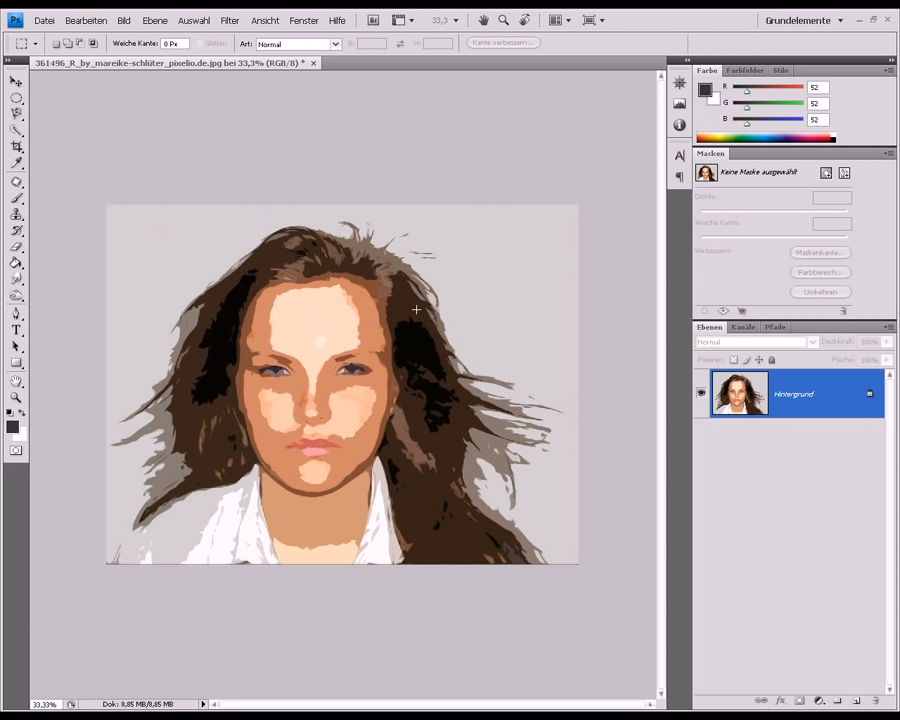 Ps Datei Bearbeiten Bild Ebene Auswahl Filter Ansicht Fenster Hilfe Br 33,3 Grundelemente
Weiche Kante: 0 Px Glätten Art: Normal B: H: Kante verbessern...
361496_R_by_mareike-schlüter_pixelio.de.jpg bei 33,3% (RGB/8) *
Farbe Farbfelder Stile
R 52
G 52
B 52
Masken
Keine Maske ausgewählt
Dichte:
Weiche Kante:
Verbessern: Maskenkante...
Farbbereich...
Umkehren
Ebenen Kanäle Pfade
Normal Deckkraft: 100%
Fixieren: Fläche: 100%
Hintergrund
33,33% Dok: 8,85 MB/8,85 MB